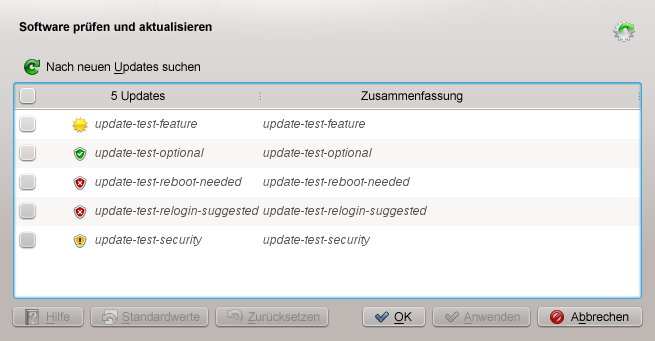 Software prüfen und aktualisieren
Nach neuen Updates suchen
5 Updates Zusammenfassung
update-test-feature update-test-feature
update-test-optional update-test-optional
update-test-reboot-needed update-test-reboot-needed
update-test-relogin-suggested update-test-relogin-suggested
update-test-security update-test-security
Hilfe Standardwerte Zurücksetzen OK Anwenden Abbrechen